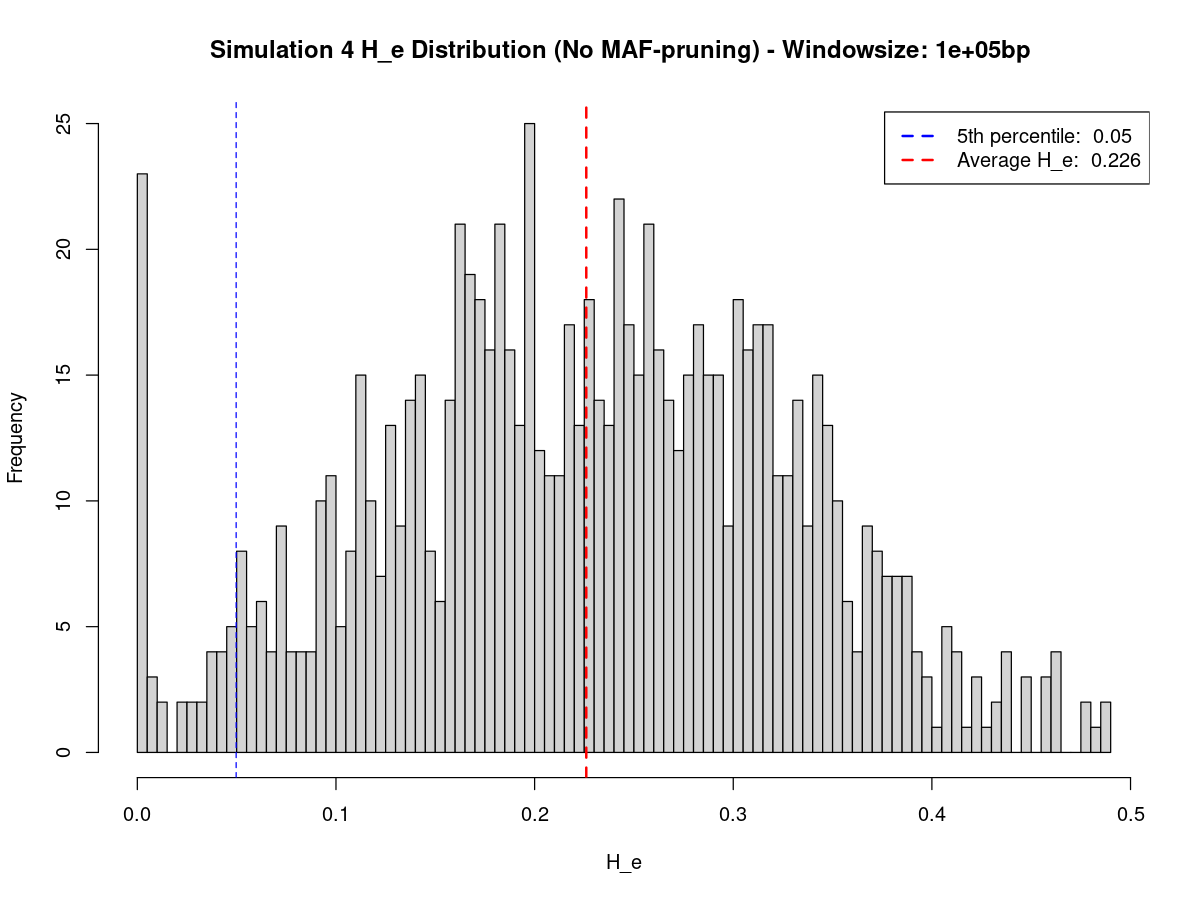 Simulation 4 H_e Distribution (No MAF-pruning) - Windowsize: 1e+05bp
5th percentile: 0.05
Average H_e: 0.226
Frequency
25
20
15
10
5
0
0.0 0.1 0.2 0.3 0.4 0.5
H_e